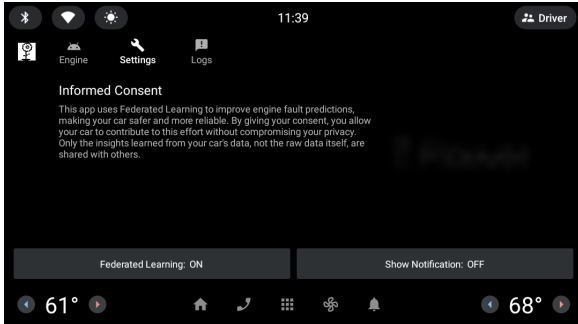 11:39
Driver
Engine
Settings
Logs
Informed Consent
This app uses Federated Learning to improve engine fault predictions,
making your car safer and more reliable. By giving your consent, you allow
your car to contribute to this effort without compromising your privacy.
Only the insights learned from your car's data, not the raw data itself, are
shared with others.
Federated Learning: ON
Show Notification: OFF
61°
68°